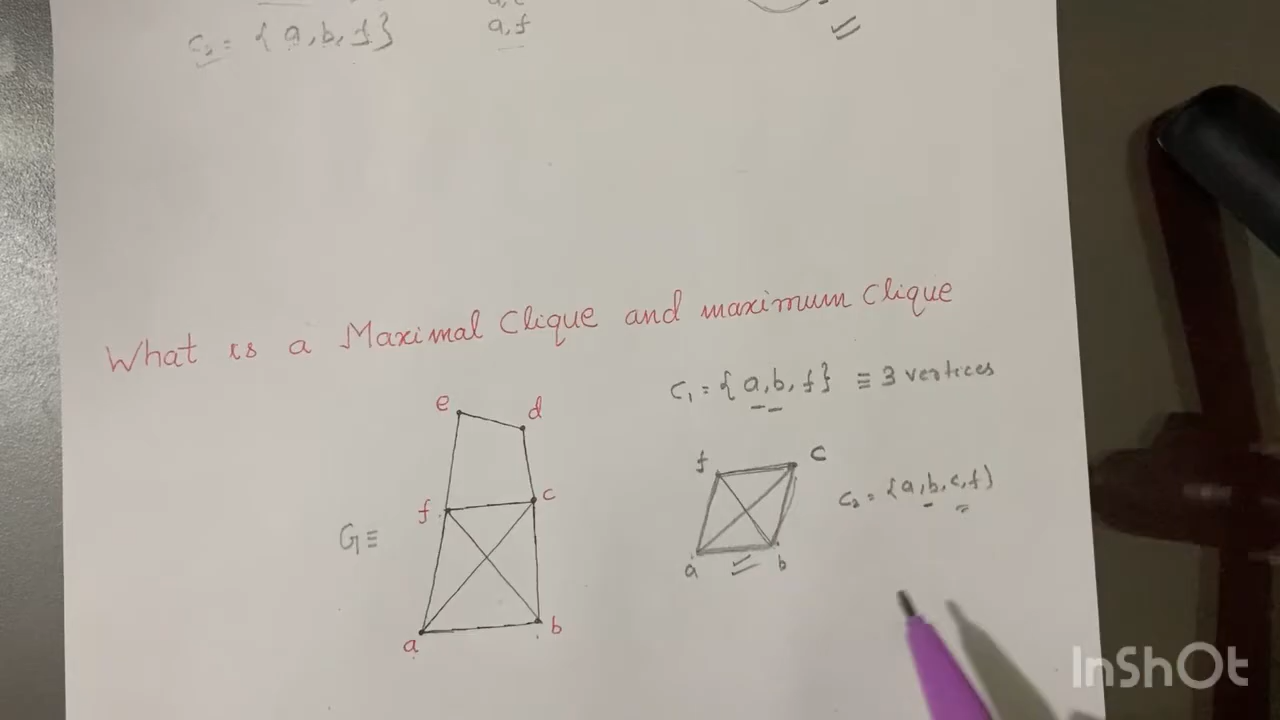 a,f
C₂ = {a,b,f}
What is a Maximal Clique and maximum Clique
C₁ = {a,b,f} ≡ 3 vertices
e
d
f
c
G ≡
a
b
f
c
C₂ = {a,b,c,f}
a
b
InShOt